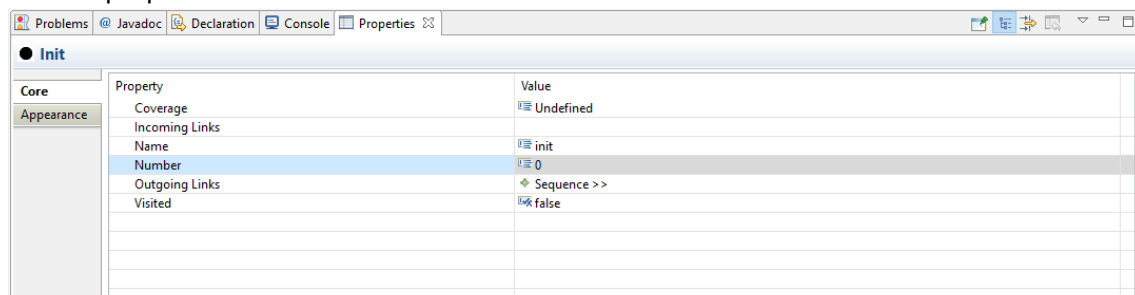 Problems @ Javadoc Declaration Console Properties
Init
Core
Appearance
Property Value
Coverage Undefined
Incoming Links
Name init
Number 0
Outgoing Links Sequence >>
Visited false